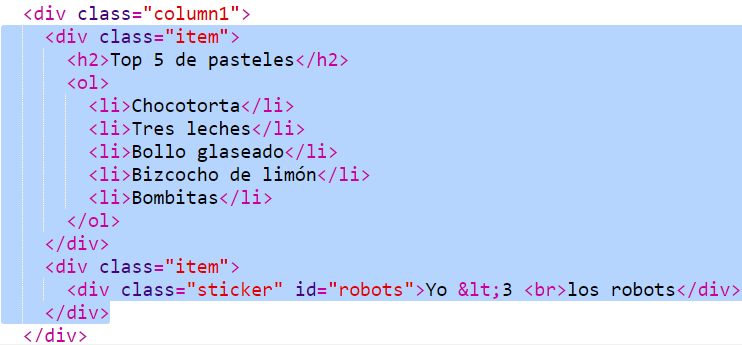 <div class="column1">
<div class="item">
<h2>Top 5 de pasteles</h2>
<ol>
<li>Chocotorta</li>
<li>Tres leches</li>
<li>Bollo glaseado</li>
<li>Bizcocho de limón</li>
<li>Bombitas</li>
</ol>
</div>
<div class="item">
<div class="sticker" id="robots">Yo &lt;3 <br>los robots</div>
</div>
</div>